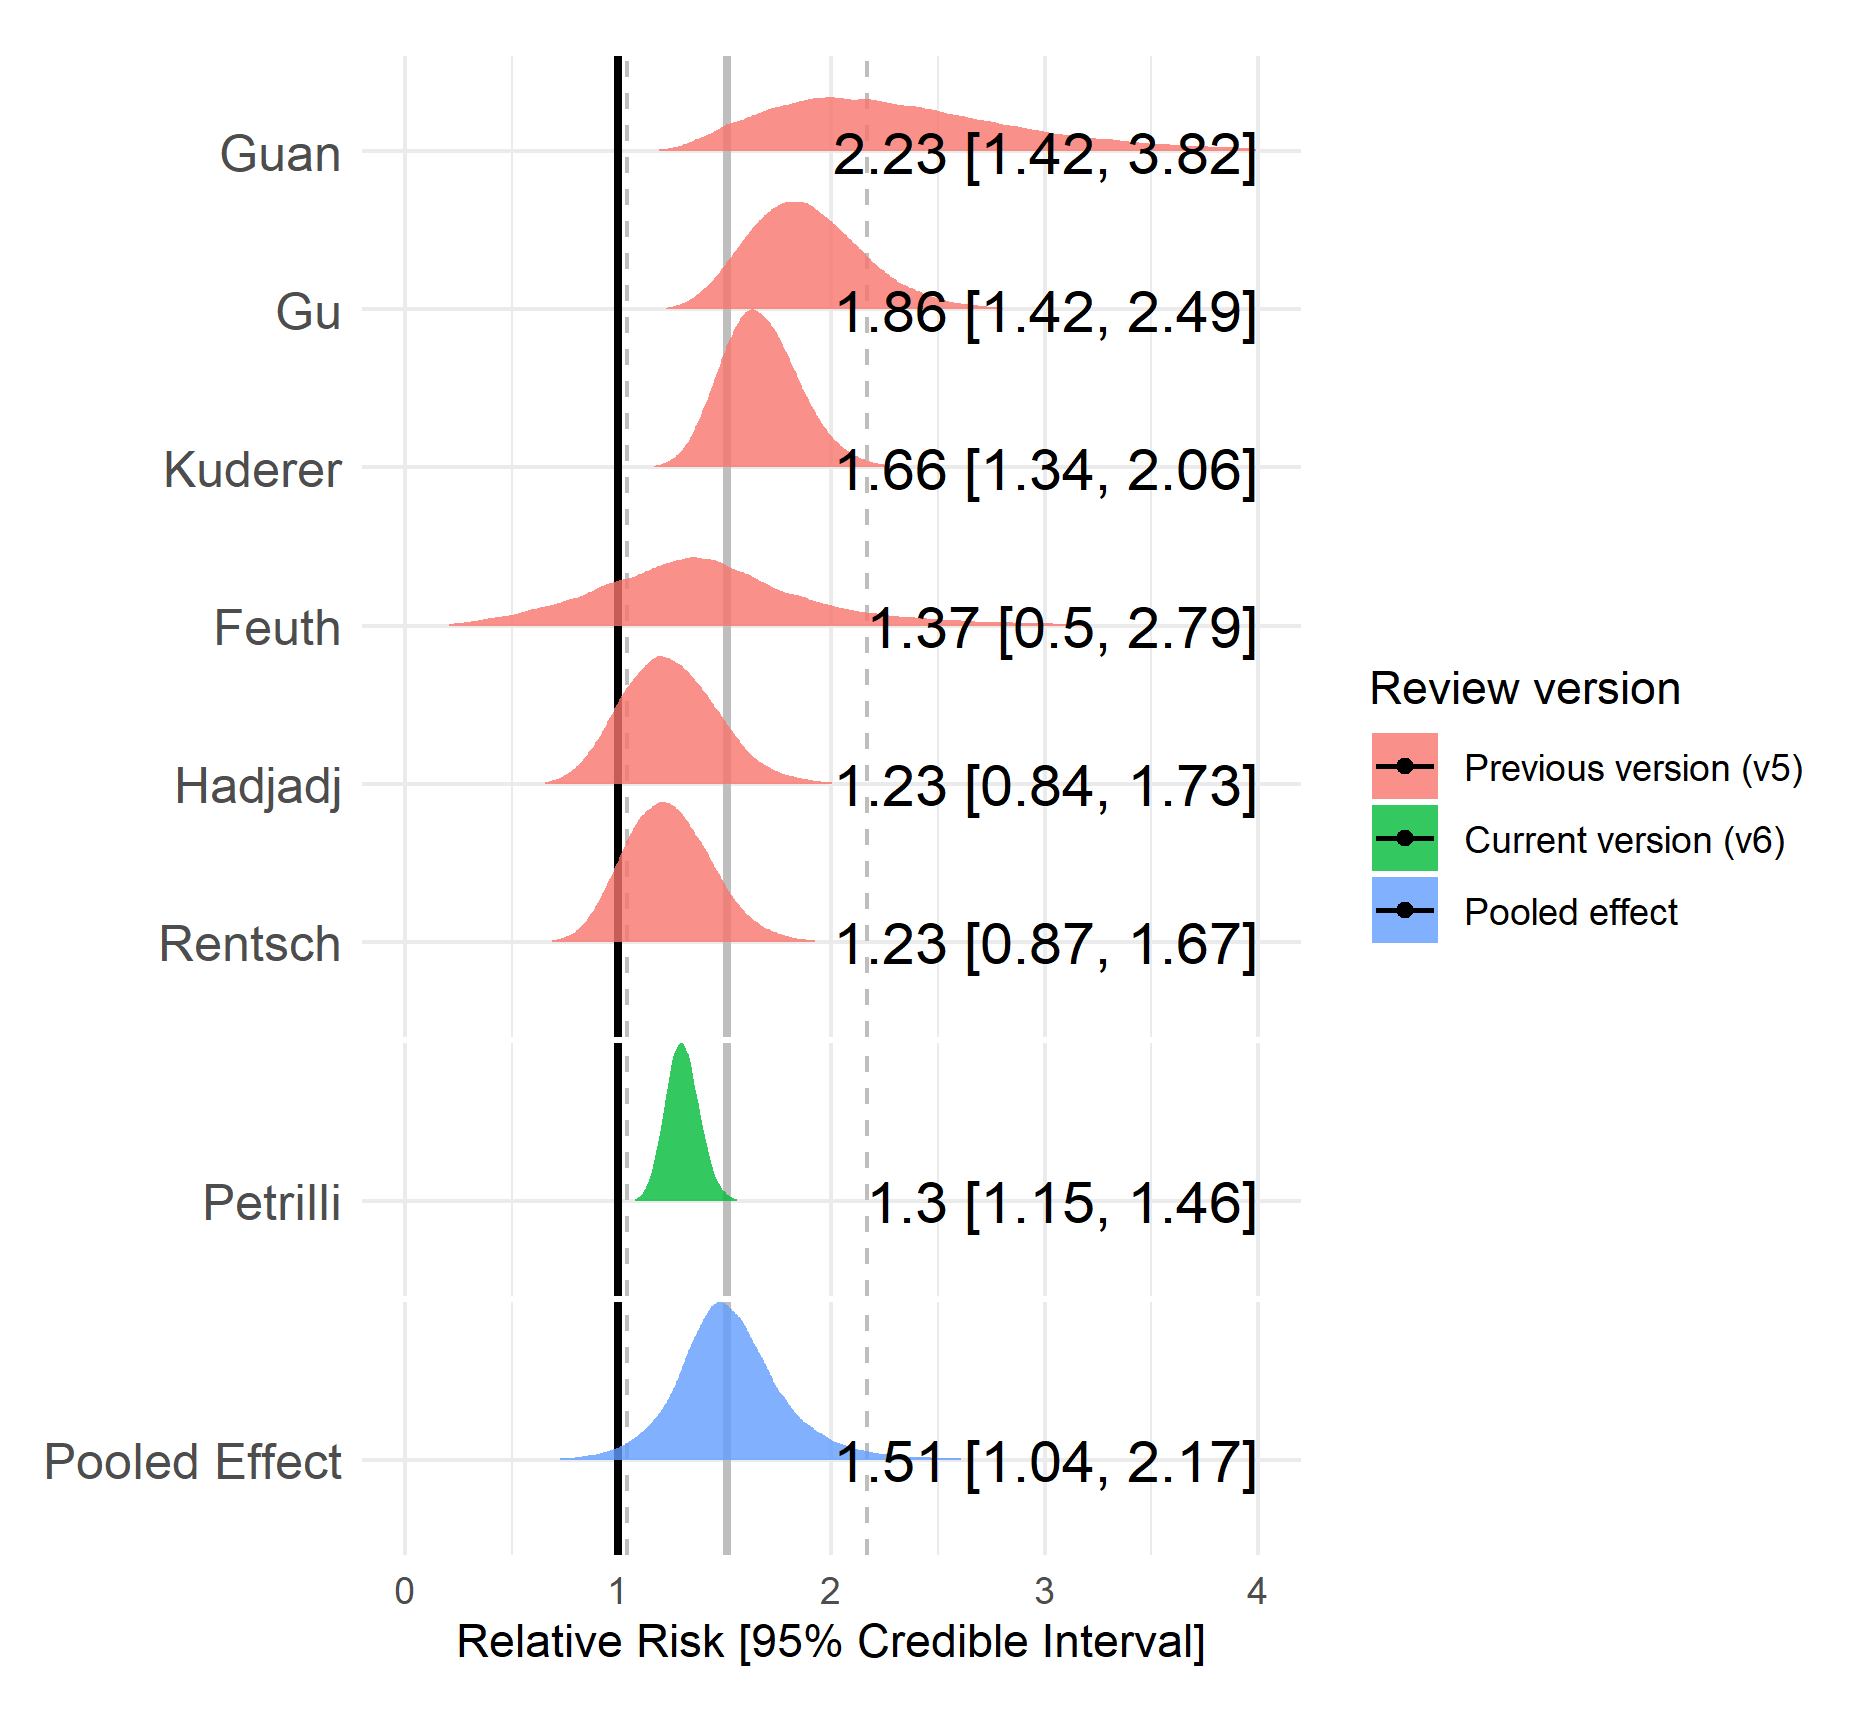 Guan
2.23 [1.42, 3.82]
Gu
1.86 [1.42, 2.49]
Kuderer
1.66 [1.34, 2.06]
Feuth
1.37 [0.5, 2.79]
Hadjadj
1.23 [0.84, 1.73]
Rentsch
1.23 [0.87, 1.67]
Petrilli
1.3 [1.15, 1.46]
Pooled Effect
1.51 [1.04, 2.17]
0 1 2 3 4
Relative Risk [95% Credible Interval]
Review version
Previous version (v5)
Current version (v6)
Pooled effect